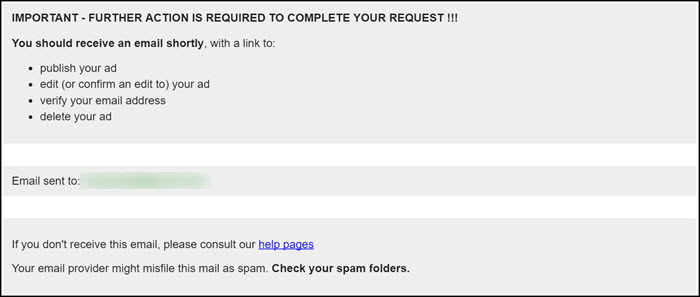 IMPORTANT - FURTHER ACTION IS REQUIRED TO COMPLETE YOUR REQUEST !!!
You should receive an email shortly, with a link to:
• publish your ad
• edit (or confirm an edit to) your ad
• verify your email address
• delete your ad
Email sent to:
If you don't receive this email, please consult our help pages
Your email provider might misfile this mail as spam. Check your spam folders.